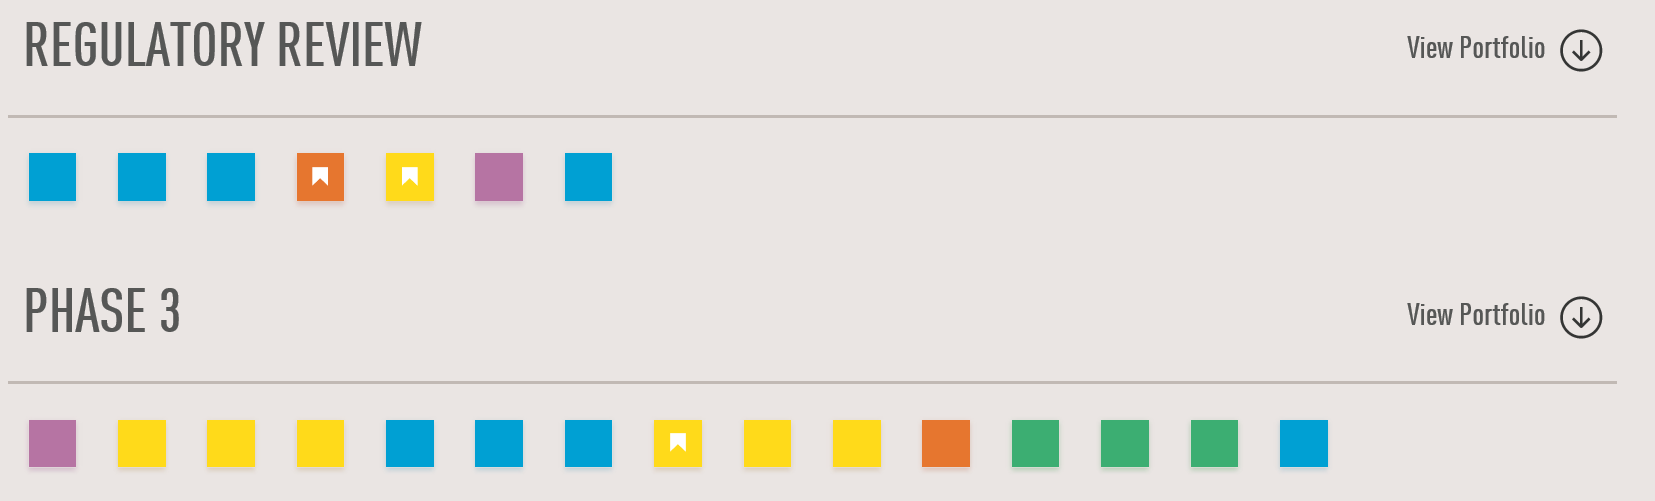 REGULATORY REVIEW
View Portfolio
PHASE 3
View Portfolio